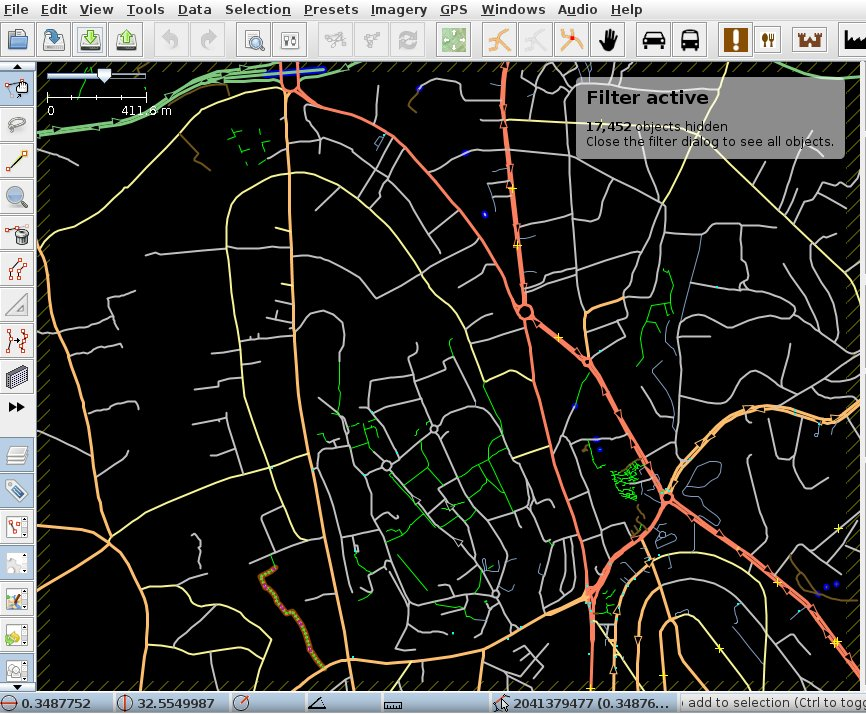 File Edit View Tools Data Selection Presets Imagery GPS Windows Audio Help
0 411.6 m
Filter active
17,452 objects hidden
Close the filter dialog to see all objects.
0.3487752 32.5549987 2041379477 (0.34876... add to selection (Ctrl to togg